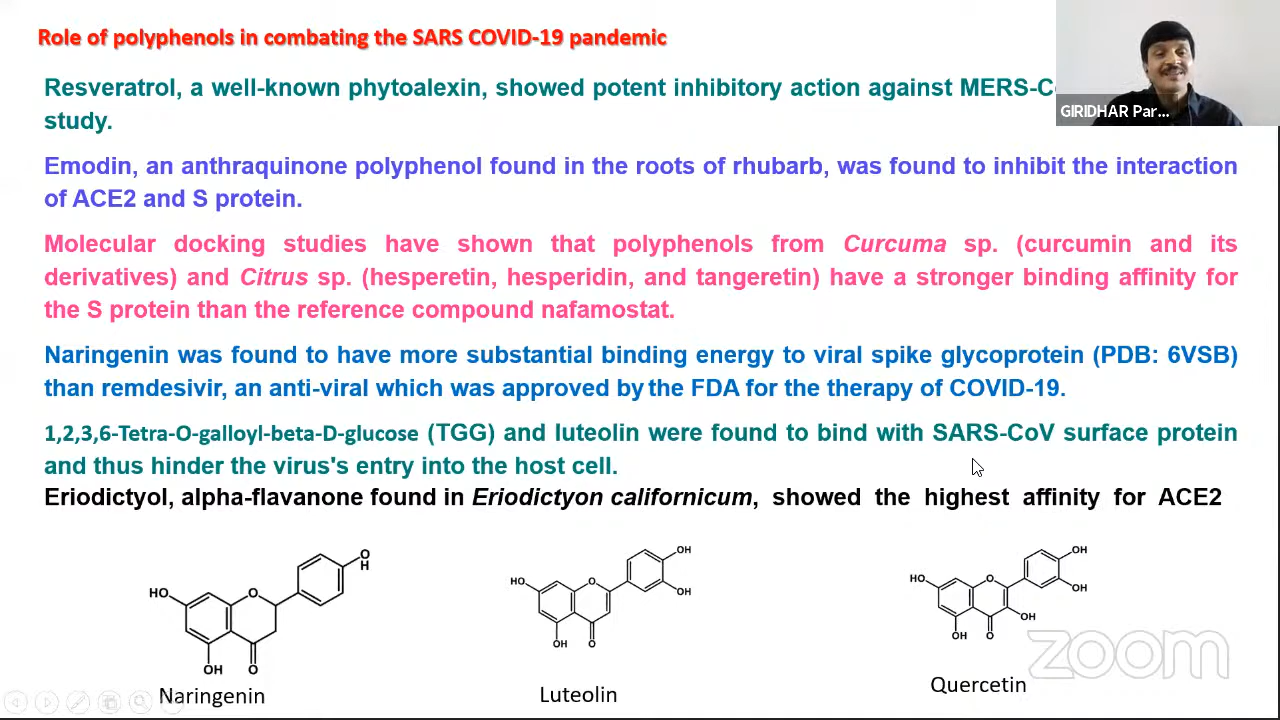 Role of polyphenols in combating the SARS COVID-19 pandemic
Resveratrol, a well-known phytoalexin, showed potent inhibitory action against
study.
GIRIDHAR Par...
Emodin, an anthraquinone polyphenol found in the roots of rhubarb, was found to inhibit the interaction
of ACE2 and S protein.
Molecular docking studies have shown that polyphenols from Curcuma sp. (curcumin and its
derivatives) and Citrus sp. (hesperetin, hesperidin, and tangeretin) have a stronger binding affinity for
the S protein than the reference compound nafamostat.
Naringenin was found to have more substantial binding energy to viral spike glycoprotein (PDB: 6VSB)
than remdesivir, an anti-viral which was approved by the FDA for the therapy of COVID-19.
1,2,3,6-Tetra-O-galloyl-beta-D-glucose (TGG) and luteolin were found to bind with SARS-CoV surface protein
and thus hinder the virus's entry into the host cell.
Eriodictyol, alpha-flavanone found in Eriodictyon californicum, showed the highest affinity for ACE2
HO O O H OH O
HO O OH OH OH O
HO O OH OH OH OH O
zoom
Naringenin
Luteolin
Quercetin